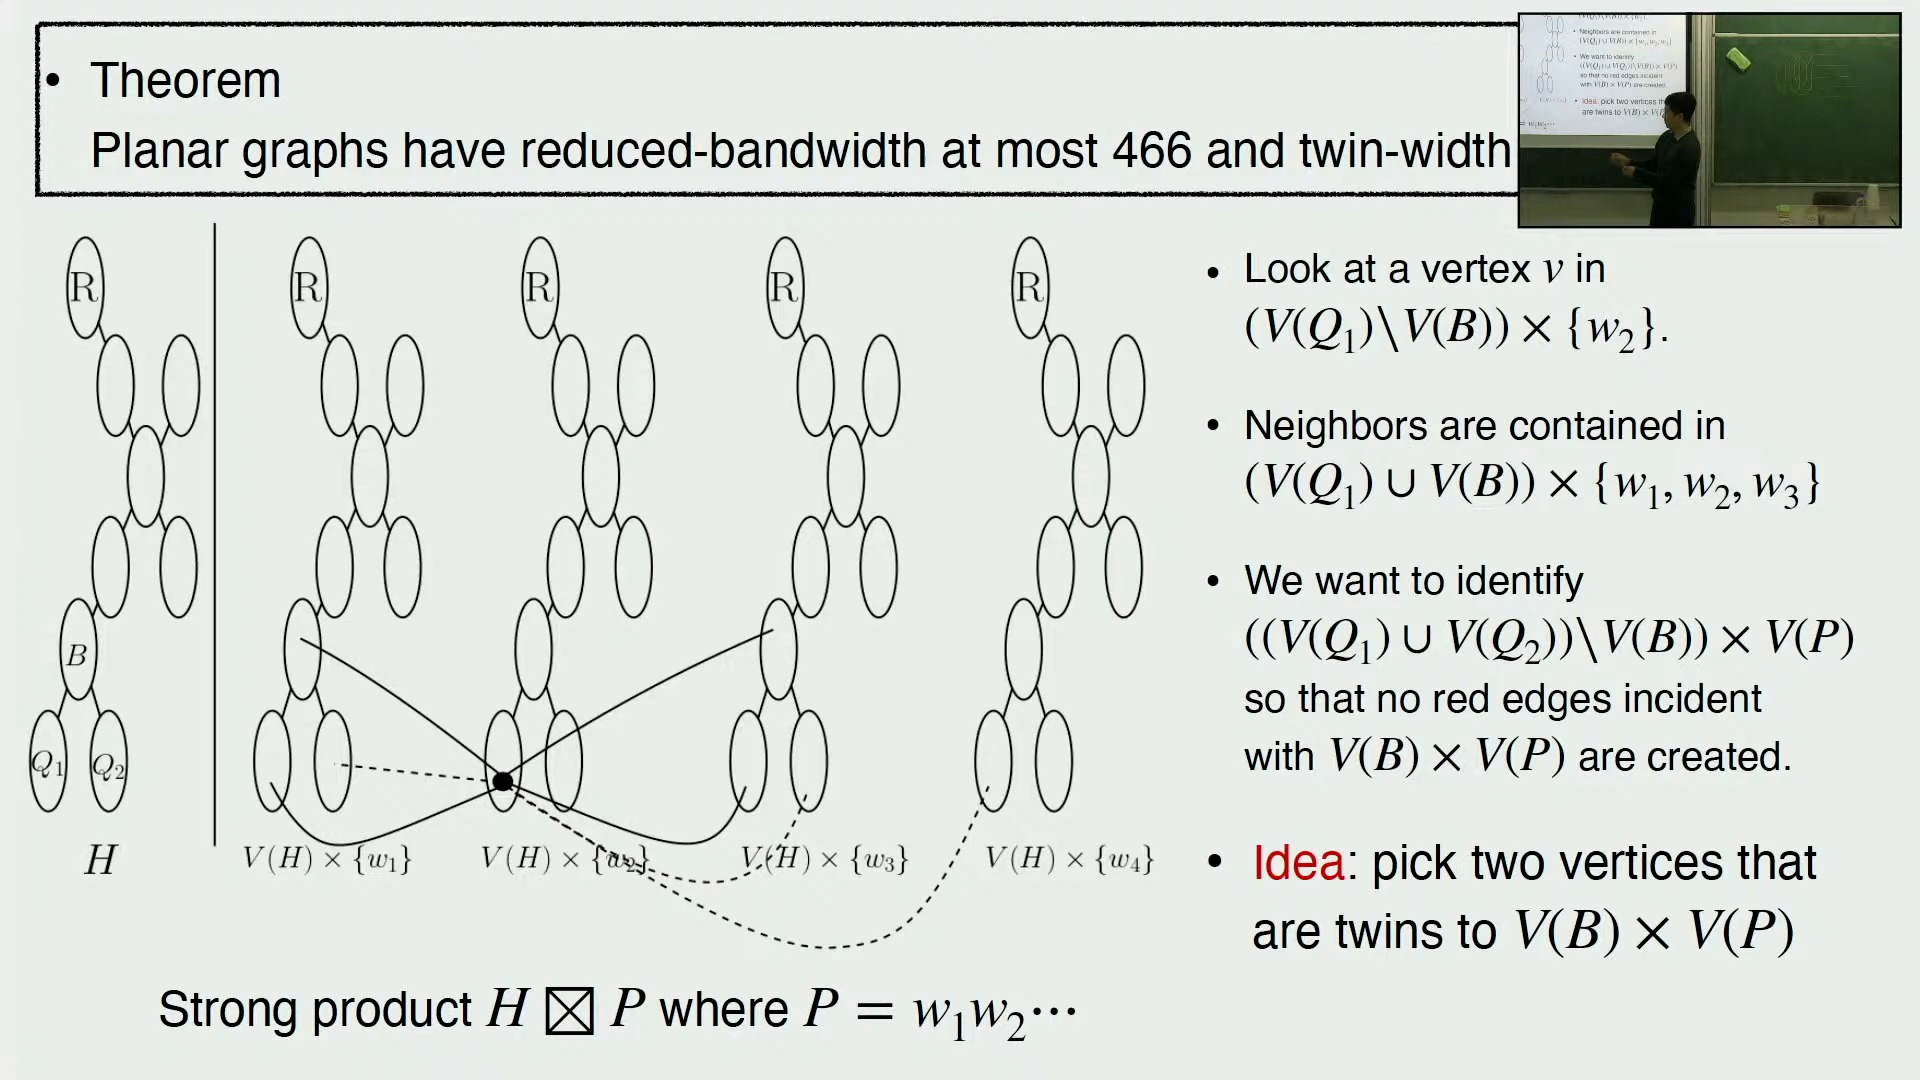 • Theorem
Planar graphs have reduced-bandwidth at most 466 and twin-width
R R R R R
B
Q₁ Q₂
H
V(H) × {w₁} V(H) × {w₂} V(H) × {w₃} V(H) × {w₄}
Strong product H ⊠ P where P = w₁w₂⋯
• Look at a vertex v in
(V(Q₁)\V(B)) × {w₂}.
• Neighbors are contained in
(V(Q₁) ∪ V(B)) × {w₁, w₂, w₃}
• We want to identify
((V(Q₁) ∪ V(Q₂))\V(B)) × V(P)
so that no red edges incident
with V(B) × V(P) are created.
• Idea: pick two vertices that
are twins to V(B) × V(P)